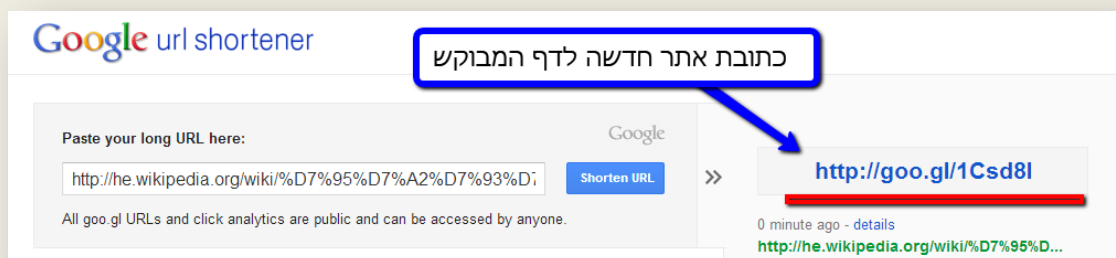 Google url shortener
כתובת אתר חדשה לדף המבוקש
Paste your long URL here:
Google
http://he.wikipedia.org/wiki/%D7%95%D7%A2%D7%93%D7
Shorten URL
»
All goo.gl URLs and click analytics are public and can be accessed by anyone.
http://goo.gl/1Csd8l
0 minute ago - details
http://he.wikipedia.org/wiki/%D7%95%D...